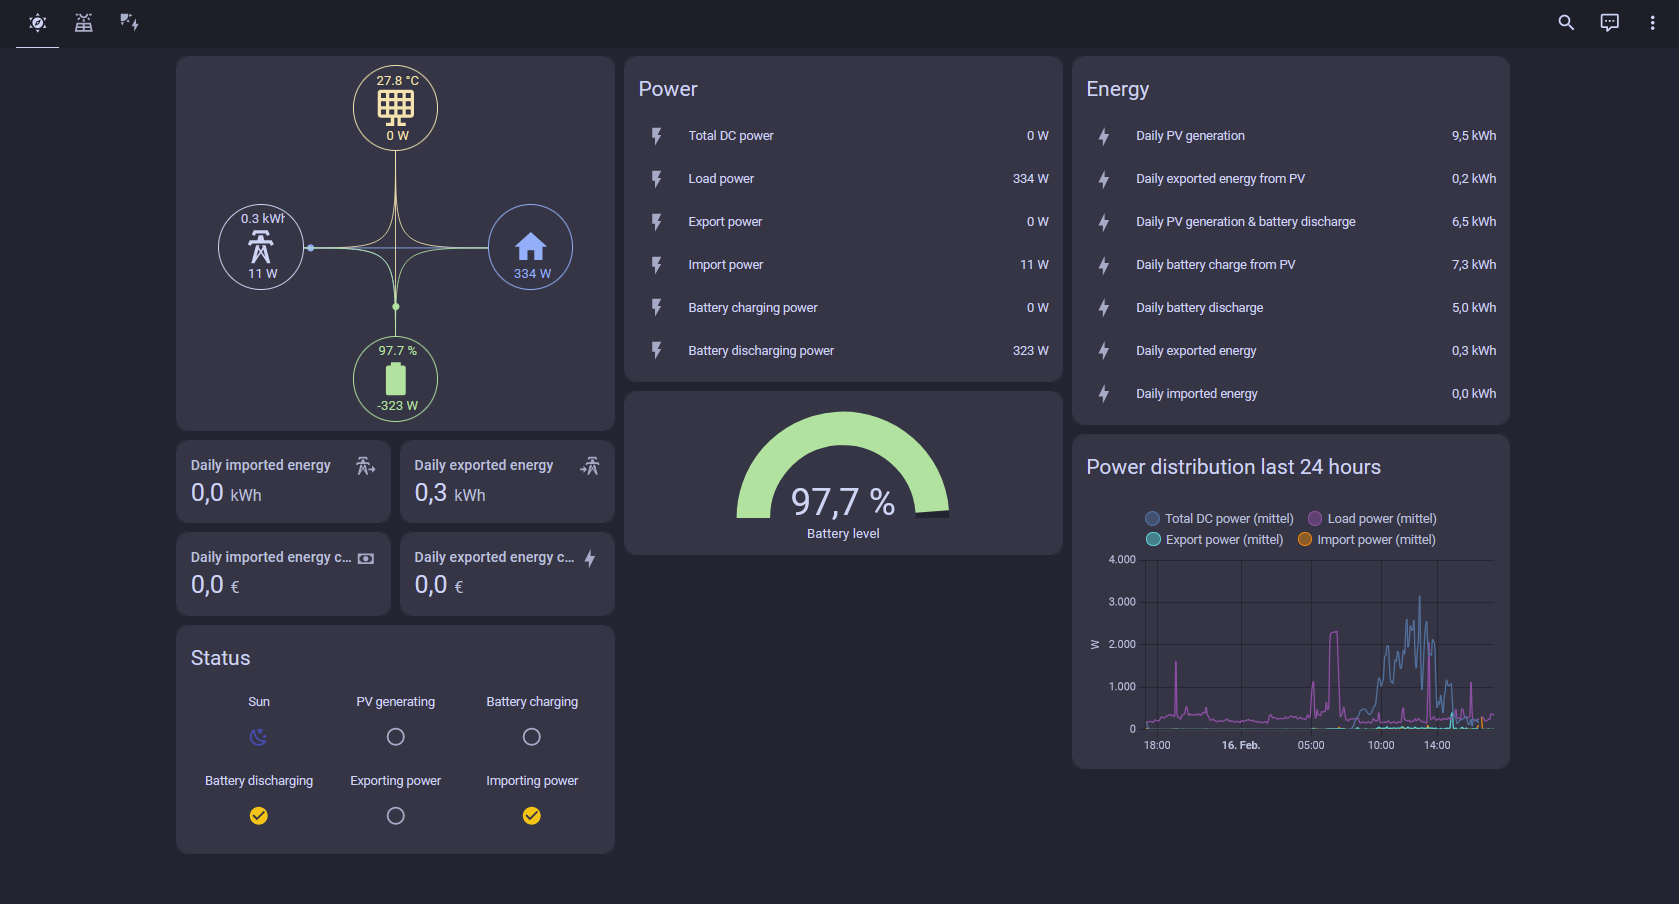 27.8 °C
0 W
0.3 kWh
11 W
334 W
97.7 %
-323 W
Daily imported energy
0,0 kWh
Daily exported energy
0,3 kWh
Daily imported energy c...
0,0 €
Daily exported energy c...
0,0 €
Status
Sun
PV generating
Battery charging
Battery discharging
Exporting power
Importing power
Power
Total DC power 0 W
Load power 334 W
Export power 0 W
Import power 11 W
Battery charging power 0 W
Battery discharging power 323 W
97,7 %
Battery level
Energy
Daily PV generation 9,5 kWh
Daily exported energy from PV 0,2 kWh
Daily PV generation & battery discharge 6,5 kWh
Daily battery charge from PV 7,3 kWh
Daily battery discharge 5,0 kWh
Daily exported energy 0,3 kWh
Daily imported energy 0,0 kWh
Power distribution last 24 hours
Total DC power (mittel) Load power (mittel)
Export power (mittel) Import power (mittel)
4.000
3.000
2.000
1.000
0
W
18:00 16. Feb. 05:00 10:00 14:00